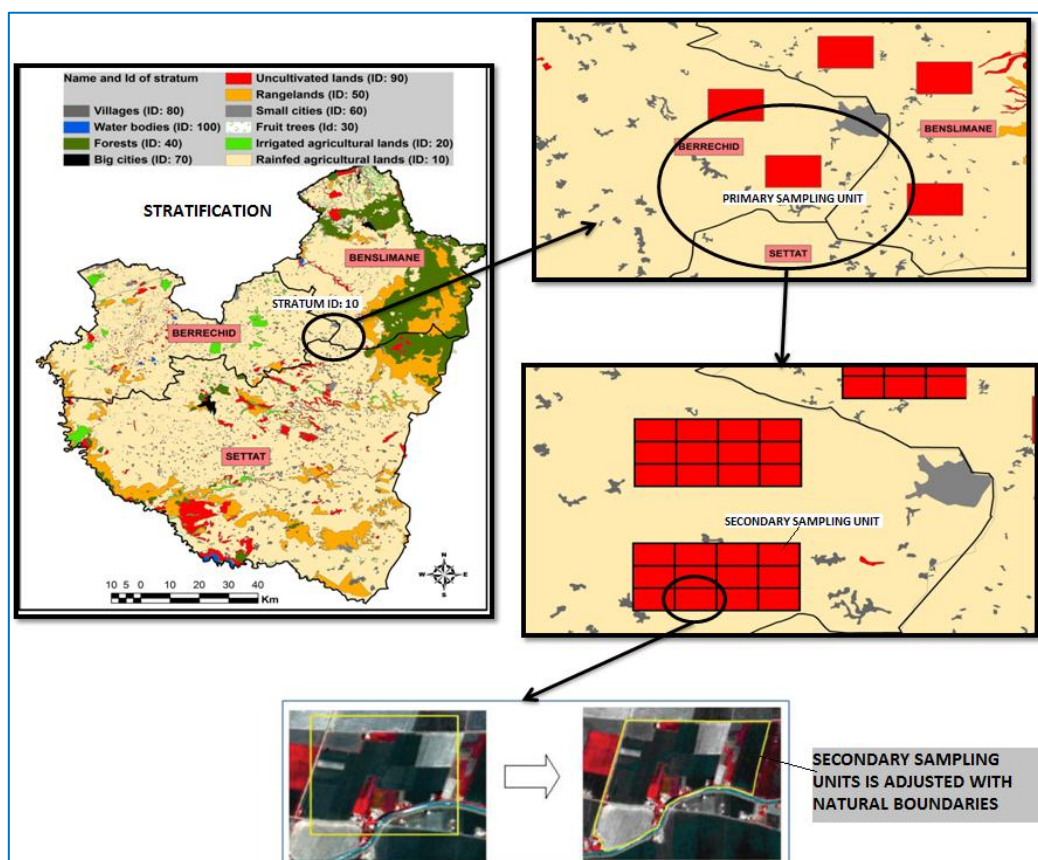 Name and Id of stratum
Villages (ID: 80)
Water bodies (ID: 100)
Forests (ID: 40)
Big cities (ID: 70)
Uncultivated lands (ID: 90)
Rangelands (ID: 50)
Small cities (ID: 60)
Fruit trees (Id: 30)
Irrigated agricultural lands (ID: 20)
Rainfed agricultural lands (ID: 10)
STRATIFICATION
BENSLIMANE
STRATUM ID: 10
BERRECHID
SETTAT
10 5 0 10 20 30 40
Km
N
W E
S
BERRECHID
BENSLIMANE
PRIMARY SAMPLING UNIT
SETTAT
SECONDARY SAMPLING UNIT
SECONDARY SAMPLING
UNITS IS ADJUSTED WITH
NATURAL BOUNDARIES